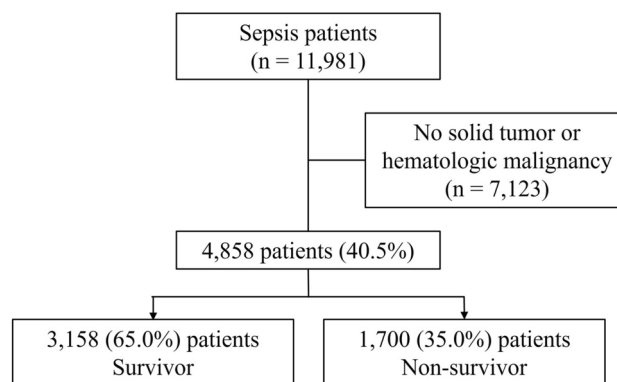 Sepsis patients
(n = 11,981)
No solid tumor or
hematologic malignancy
(n = 7,123)
4,858 patients (40.5%)
3,158 (65.0%) patients
Survivor
1,700 (35.0%) patients
Non-survivor